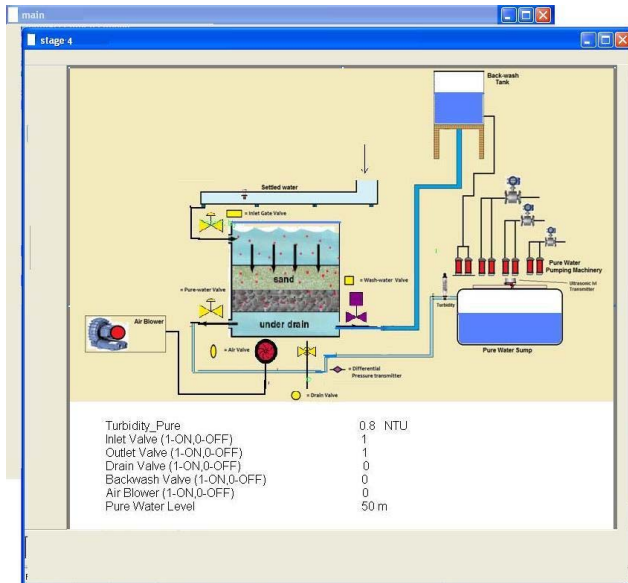 main
stage 4
Back-wash
Tank
Settled water
= Inlet Gate Valve
= Pure-water Valve
sand
= Wash-water Valve
Pure Water
Pumping Machinery
Ultrasonic lvl
Transmitter
Turbidity
Air Blower
under drain
= Air Valve
Pure Water Sump
= Differential
Pressure transmitter
= Drain Valve
Turbidity_Pure 0.8 NTU
Inlet Valve (1-ON,0-OFF) 1
Outlet Valve (1-ON,0-OFF) 1
Drain Valve (1-ON,0-OFF) 0
Backwash Valve (1-ON,0-OFF) 0
Air Blower (1-ON,0-OFF) 0
Pure Water Level 50 m